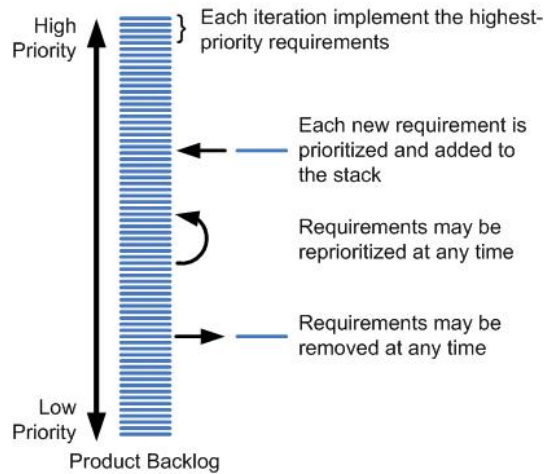 High
Priority
Each iteration implement the highest-
priority requirements
Each new requirement is
prioritized and added to
the stack
Requirements may be
reprioritized at any time
Requirements may be
removed at any time
Low
Priority
Product Backlog